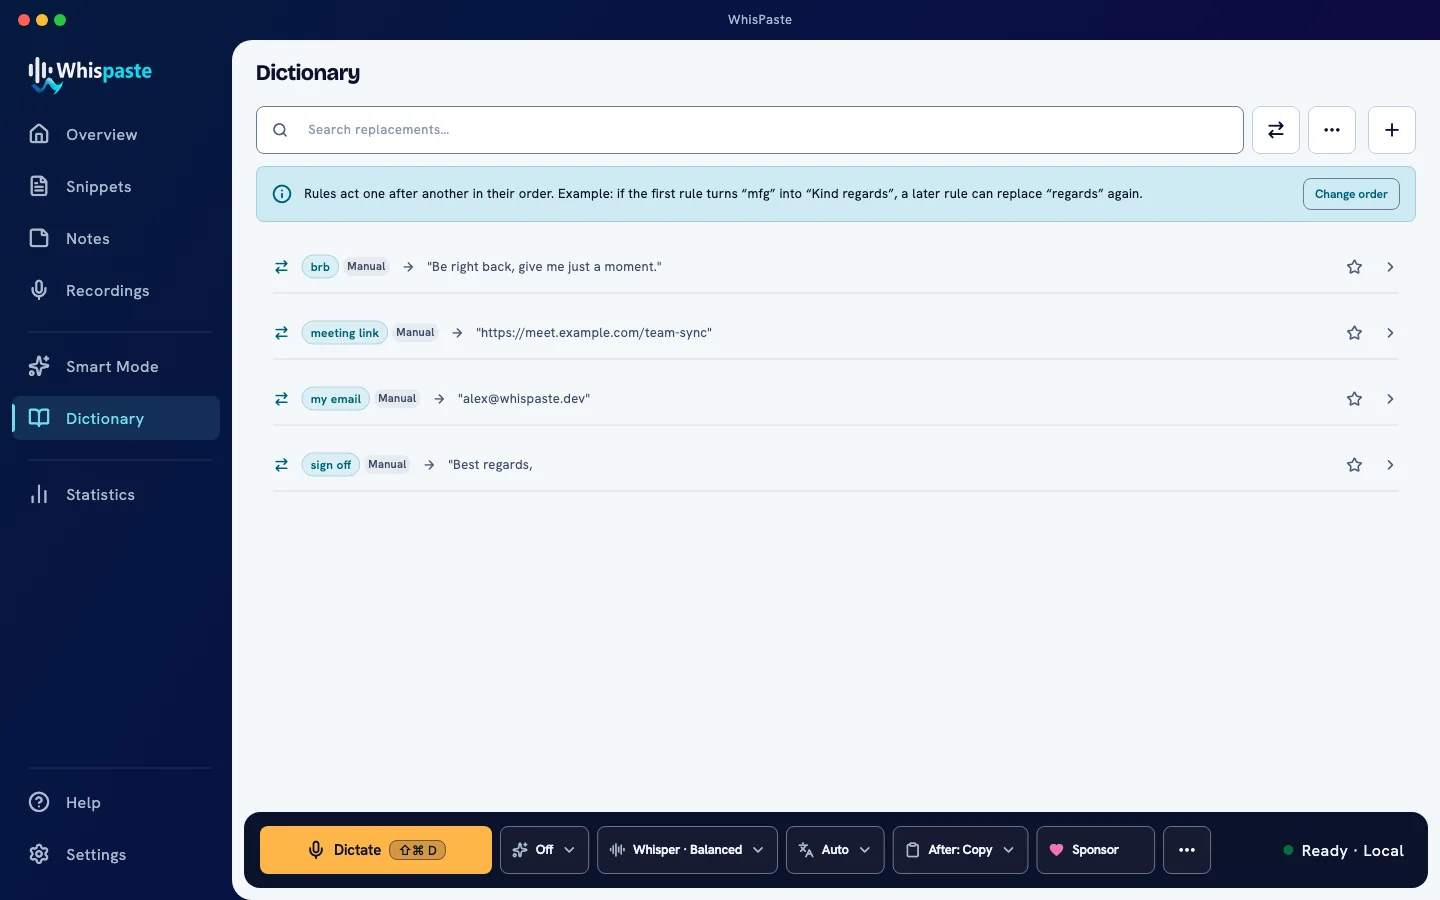 WhisPaste
Whispaste
Overview
Snippets
Notes
Recordings
Smart Mode
Dictionary
Statistics
Help
Settings
Dictionary
Search replacements...
Rules act one after another in their order. Example: if the first rule turns “mfg” into “Kind regards”, a later rule can replace “regards” again.
Change order
brb Manual → "Be right back, give me just a moment."
meeting link Manual → "https://meet.example.com/team-sync"
my email Manual → "alex@whispaste.dev"
sign off Manual → "Best regards,
Dictate ⇧⌘ D
Off
Whisper · Balanced
Auto
After: Copy
Sponsor
Ready · Local